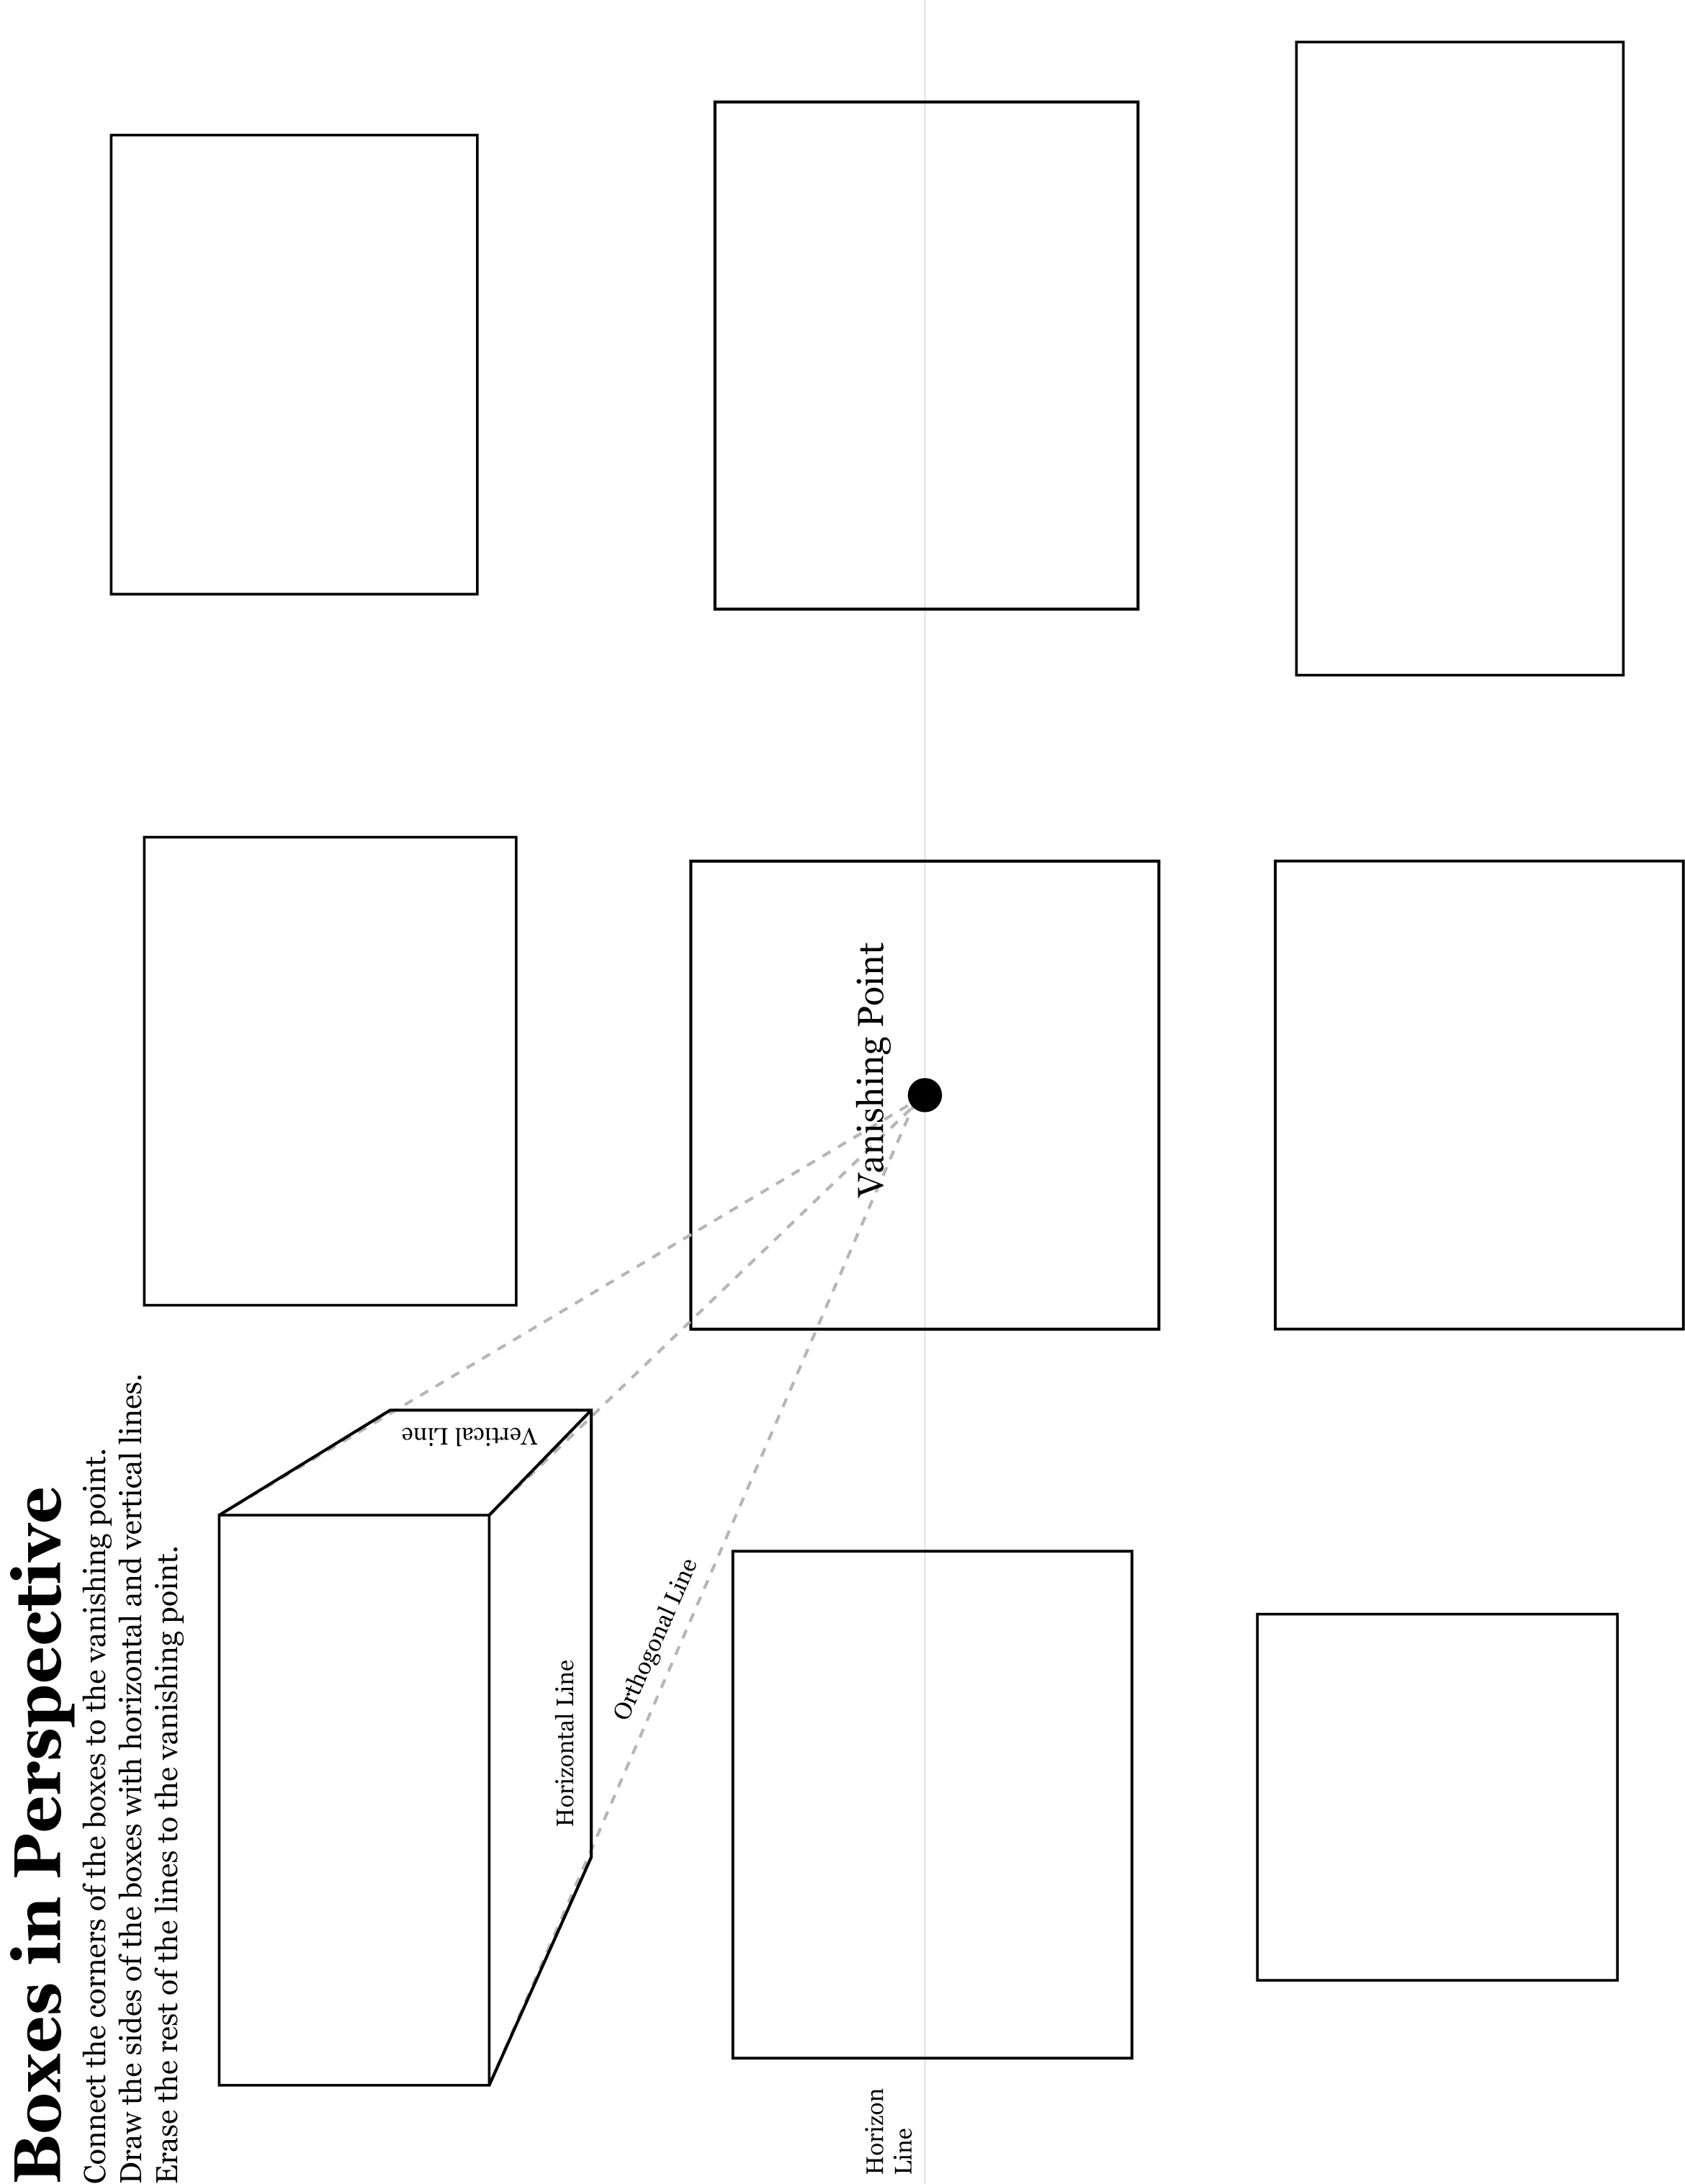 Boxes in Perspective
Connect the corners of the boxes to the vanishing point.
Draw the sides of the boxes with horizontal and vertical lines.
Erase the rest of the lines to the vanishing point.
Vertical Line
Horizontal Line
Orthogonal Line
Vanishing Point
Horizon
Line